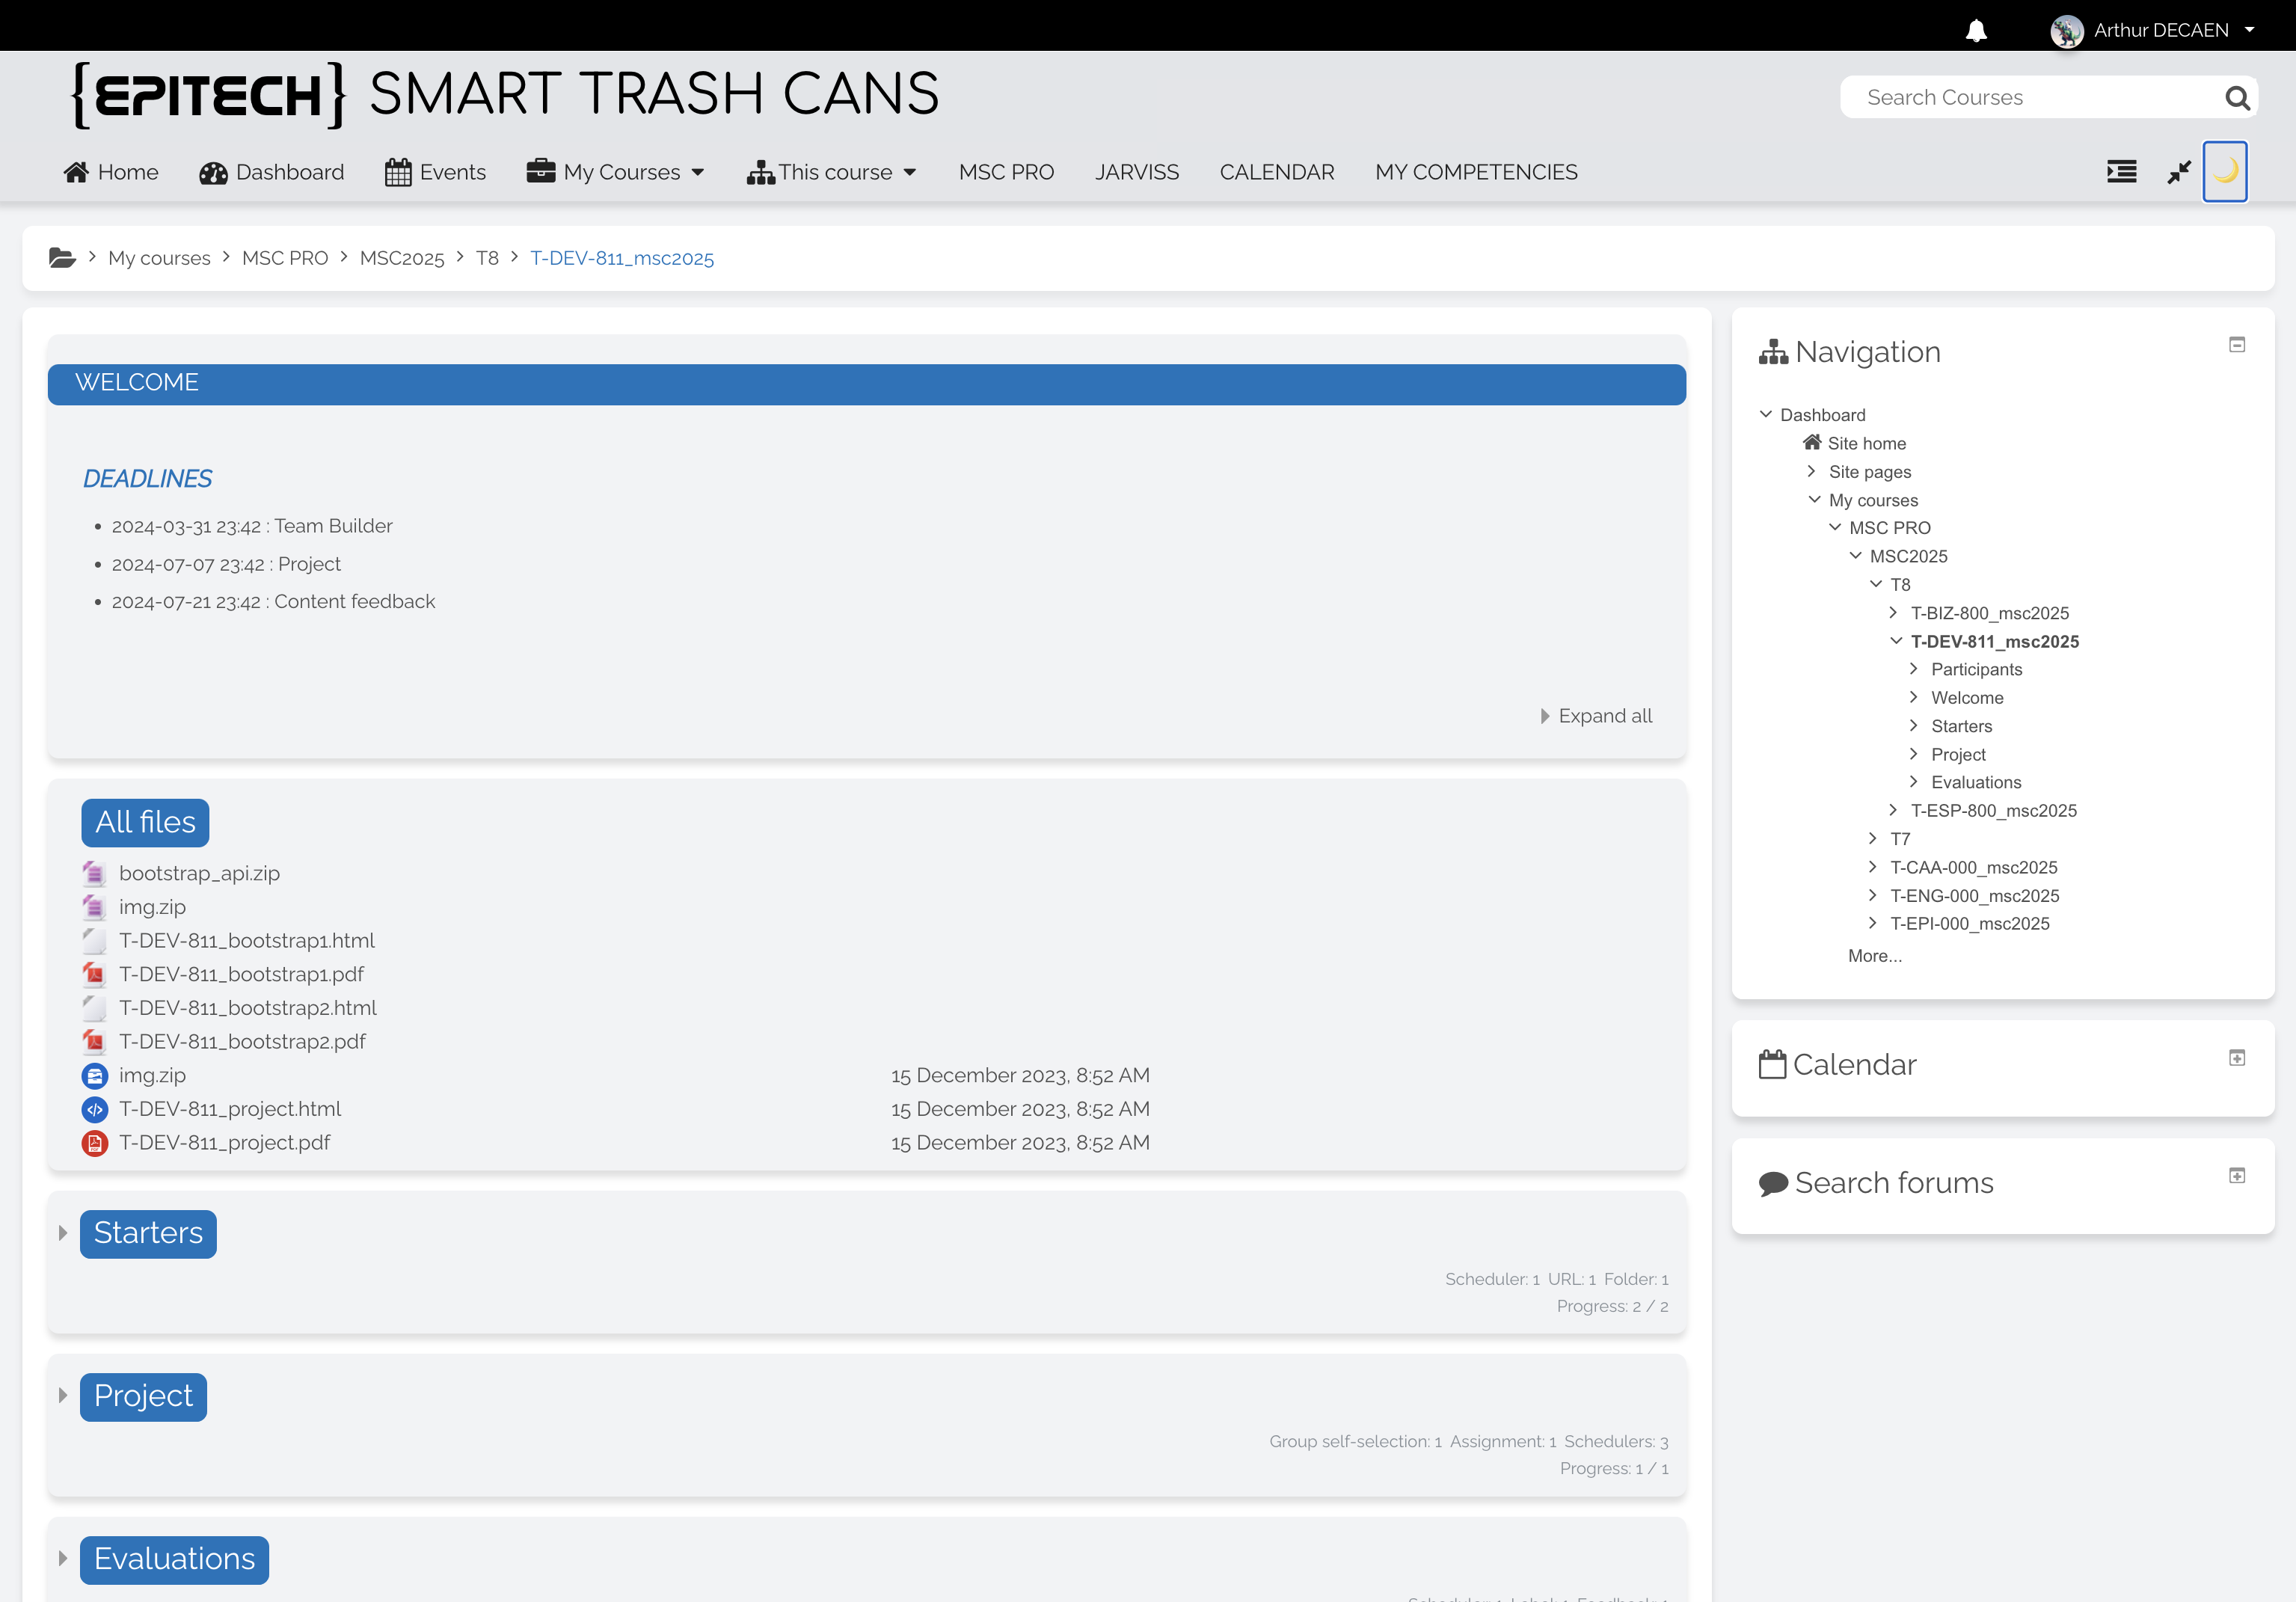 Arthur DECAEN
{EPITECH} SMART TRASH CANS
Search Courses
Home Dashboard Events My Courses This course MSC PRO JARVISS CALENDAR MY COMPETENCIES
My courses MSC PRO MSC2025 T8 T-DEV-811_msc2025
WELCOME
DEADLINES
2024-03-31 23:42 : Team Builder
2024-07-07 23:42 : Project
2024-07-21 23:42 : Content feedback
Expand all
All files
bootstrap_api.zip
img.zip
T-DEV-811_bootstrap1.html
T-DEV-811_bootstrap1.pdf
T-DEV-811_bootstrap2.html
T-DEV-811_bootstrap2.pdf
img.zip 15 December 2023, 8:52 AM
T-DEV-811_project.html 15 December 2023, 8:52 AM
T-DEV-811_project.pdf 15 December 2023, 8:52 AM
Starters
Scheduler: 1 URL: 1 Folder: 1
Progress: 2 / 2
Project
Group self-selection: 1 Assignment: 1 Schedulers: 3
Progress: 1 / 1
Evaluations
Navigation
Dashboard
Site home
Site pages
My courses
MSC PRO
MSC2025
T8
T-BIZ-800_msc2025
T-DEV-811_msc2025
Participants
Welcome
Starters
Project
Evaluations
T-ESP-800_msc2025
T7
T-CAA-000_msc2025
T-ENG-000_msc2025
T-EPI-000_msc2025
More...
Calendar
Search forums